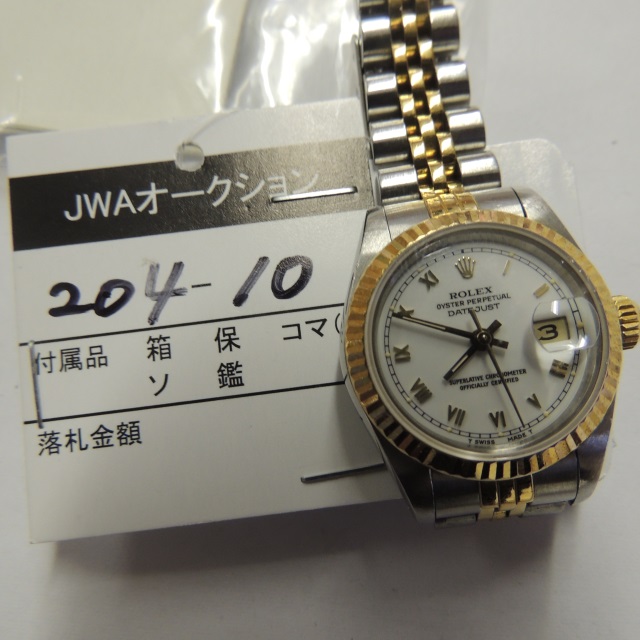 JWAオークション
204-10
付属品 箱 保 コマ(
ソ 鑑
落札金額
ROLEX
OYSTER PERPETUAL
DATEJUST
3
SUPERLATIVE CHRONOMETER
OFFICIALLY CERTIFIED
SWISS MADE